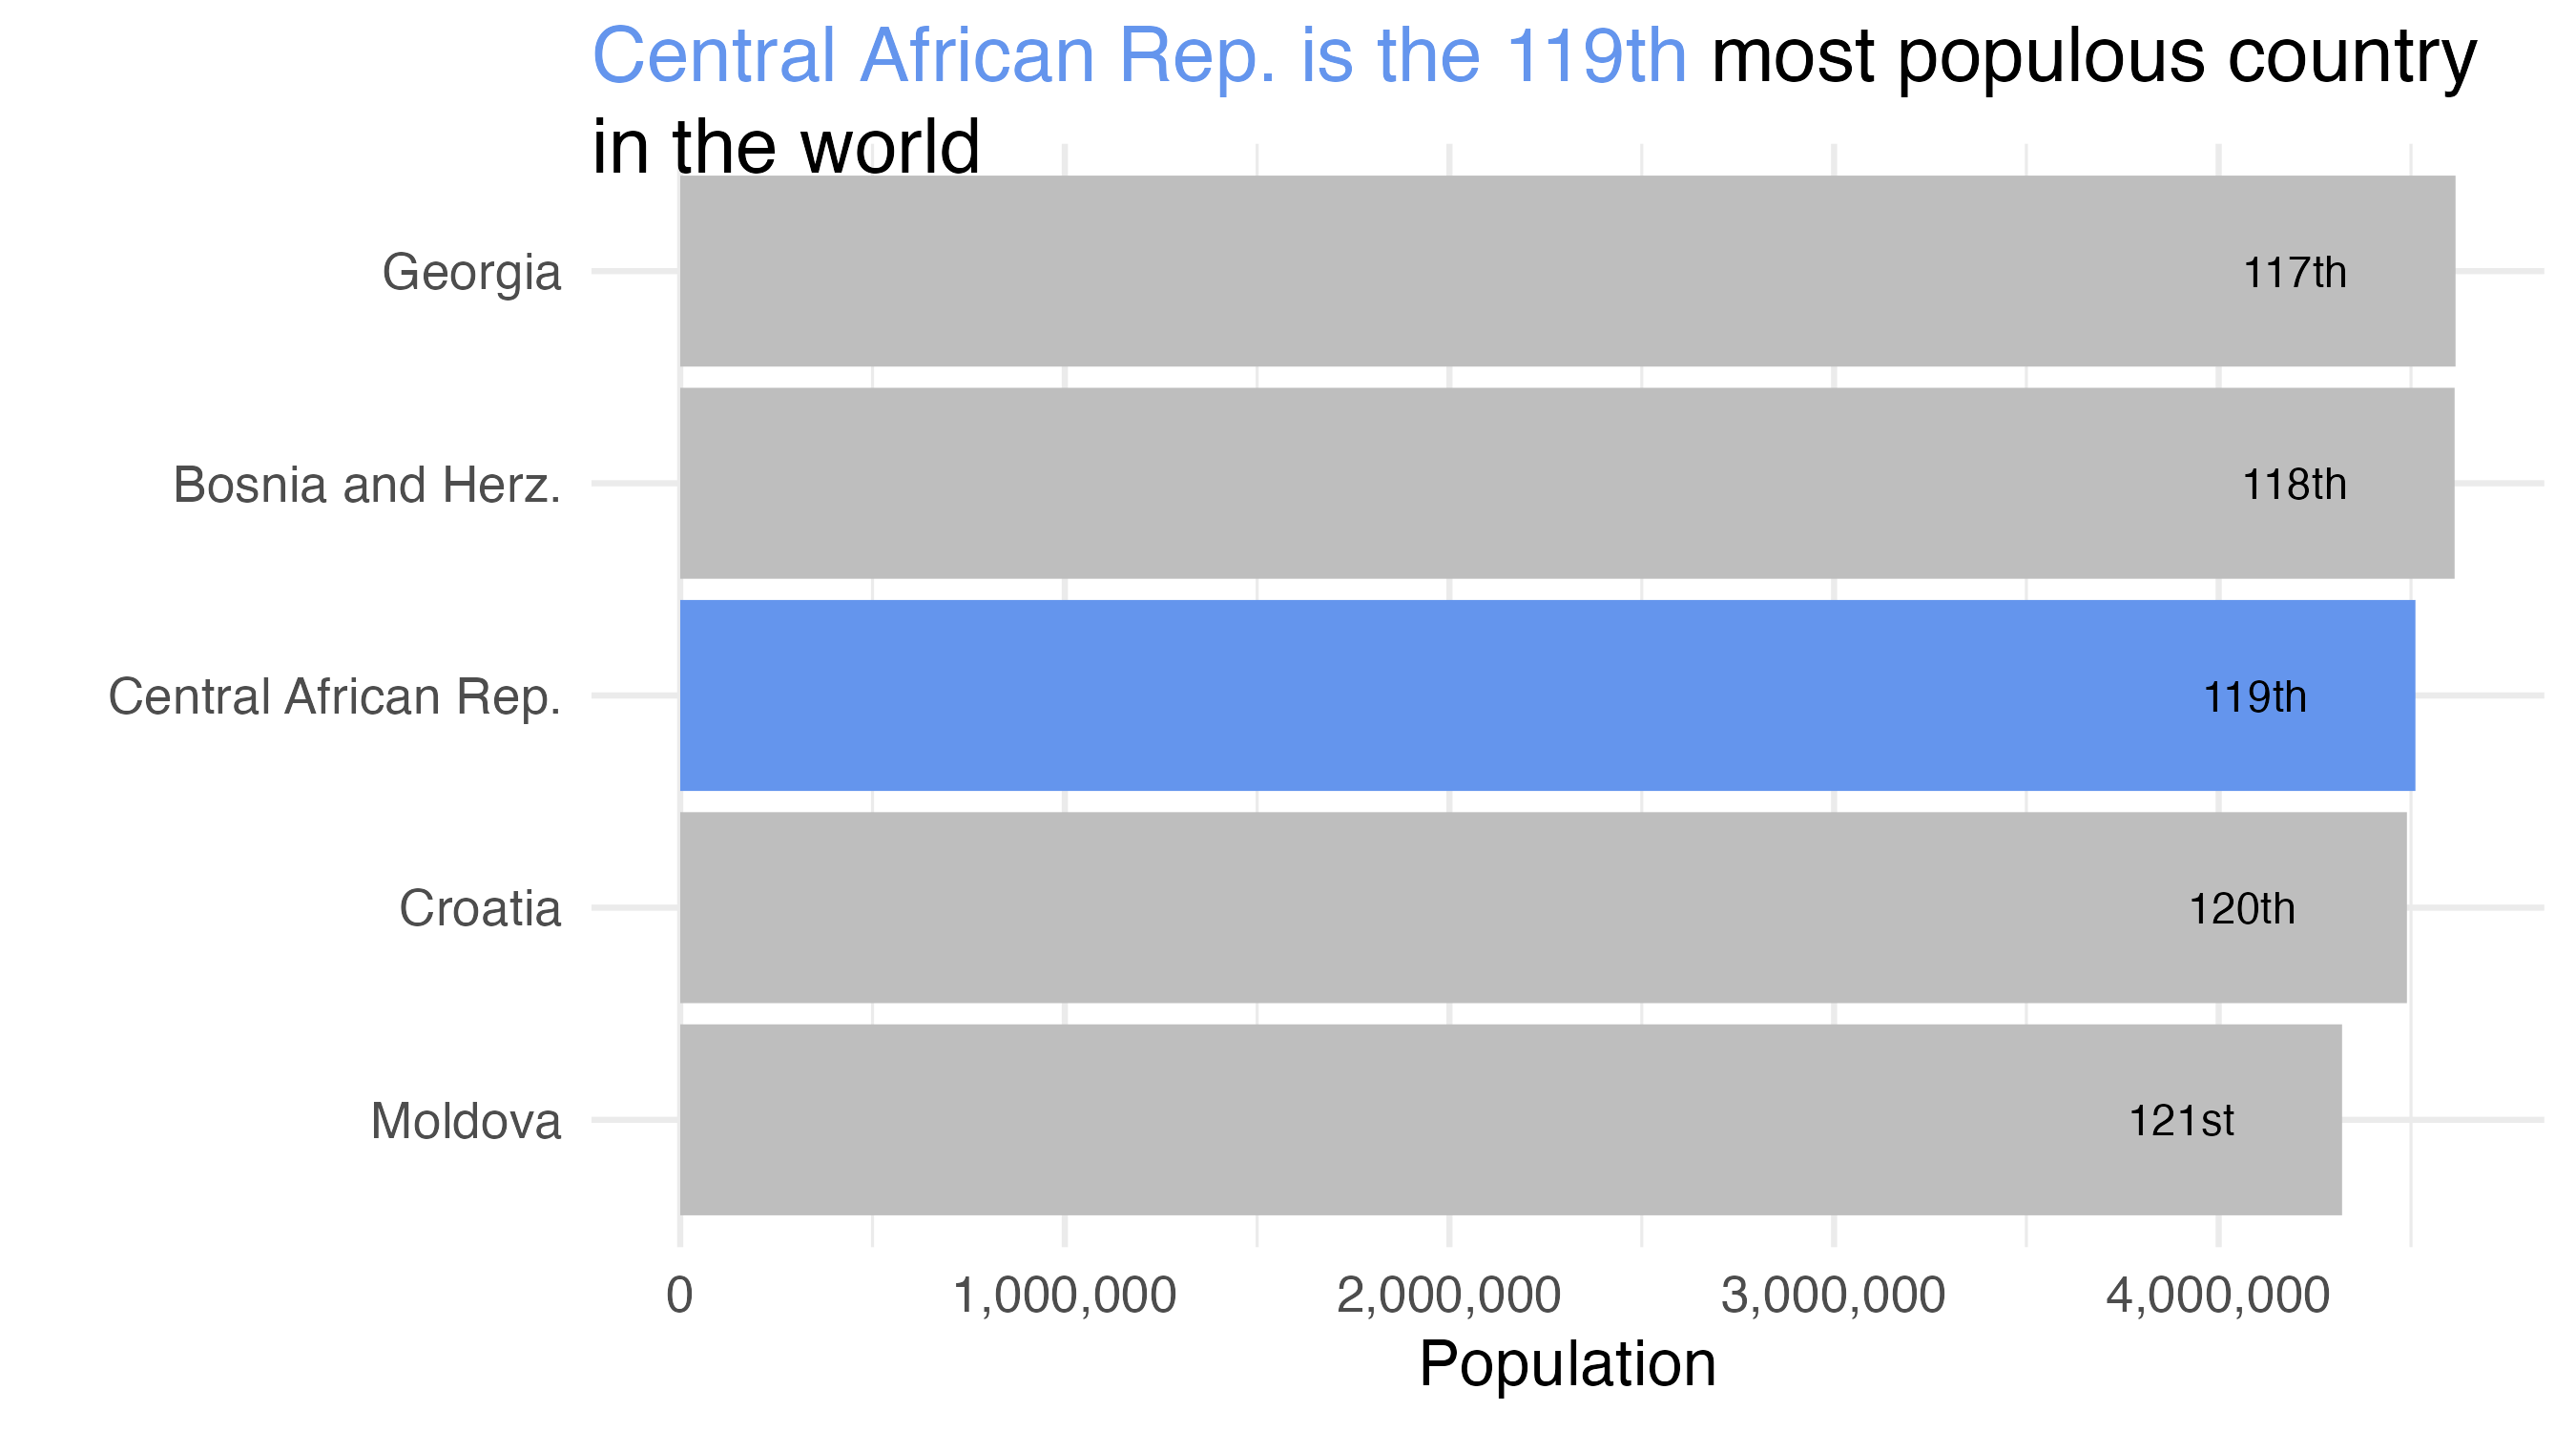 Central African Rep. is the 119th most populous country
in the world
Georgia
117th
Bosnia and Herz.
118th
Central African Rep.
119th
Croatia
120th
Moldova
121st
0 1,000,000 2,000,000 3,000,000 4,000,000
Population